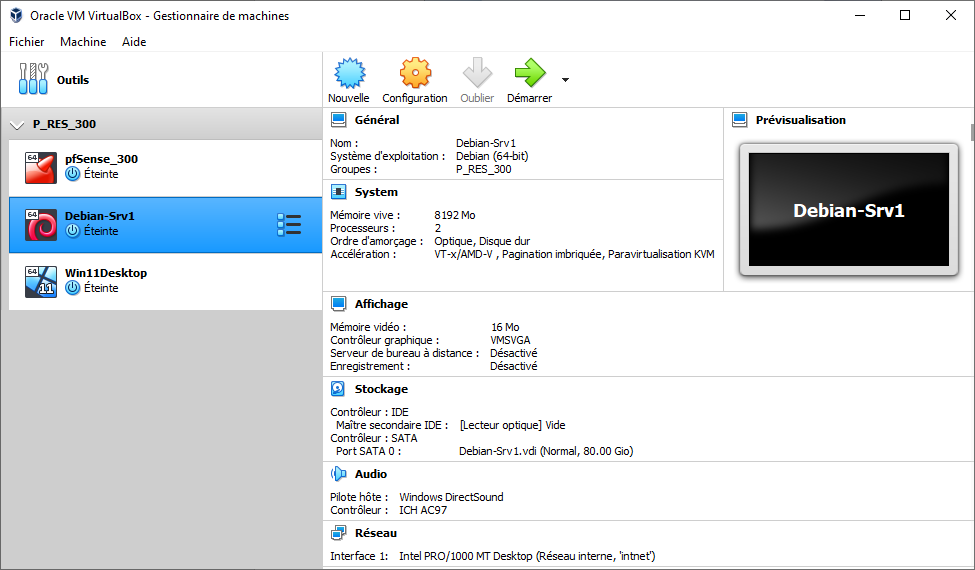 Oracle VM VirtualBox - Gestionnaire de machines
Fichier Machine Aide
Outils
Nouvelle Configuration Oublier Démarrer
P_RES_300
64
pfSense_300
Éteinte
64
Debian-Srv1
Éteinte
64
11
Win11Desktop
Éteinte
Général
Nom : Debian-Srv1
Système d'exploitation : Debian (64-bit)
Groupes : P_RES_300
System
Mémoire vive : 8192 Mo
Processeurs : 2
Ordre d'amorçage : Optique, Disque dur
Accélération : VT-x/AMD-V , Pagination imbriquée, Paravirtualisation KVM
Prévisualisation
Debian-Srv1
Affichage
Mémoire vidéo : 16 Mo
Contrôleur graphique : VMSVGA
Serveur de bureau à distance : Désactivé
Enregistrement : Désactivé
Stockage
Contrôleur : IDE
Maître secondaire IDE : [Lecteur optique] Vide
Contrôleur : SATA
Port SATA 0 : Debian-Srv1.vdi (Normal, 80.00 Gio)
Audio
Pilote hôte : Windows DirectSound
Contrôleur : ICH AC97
Réseau
Interface 1: Intel PRO/1000 MT Desktop (Réseau interne, 'intnet')